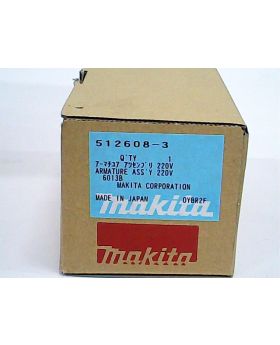 512608-3
Q'TY 1
アーマチュア アッセンブリ 220V
ARMATURE ASS'Y 220V
6013B
MAKITA CORPORATION
MADE IN JAPAN OYBR2F
makita
makita